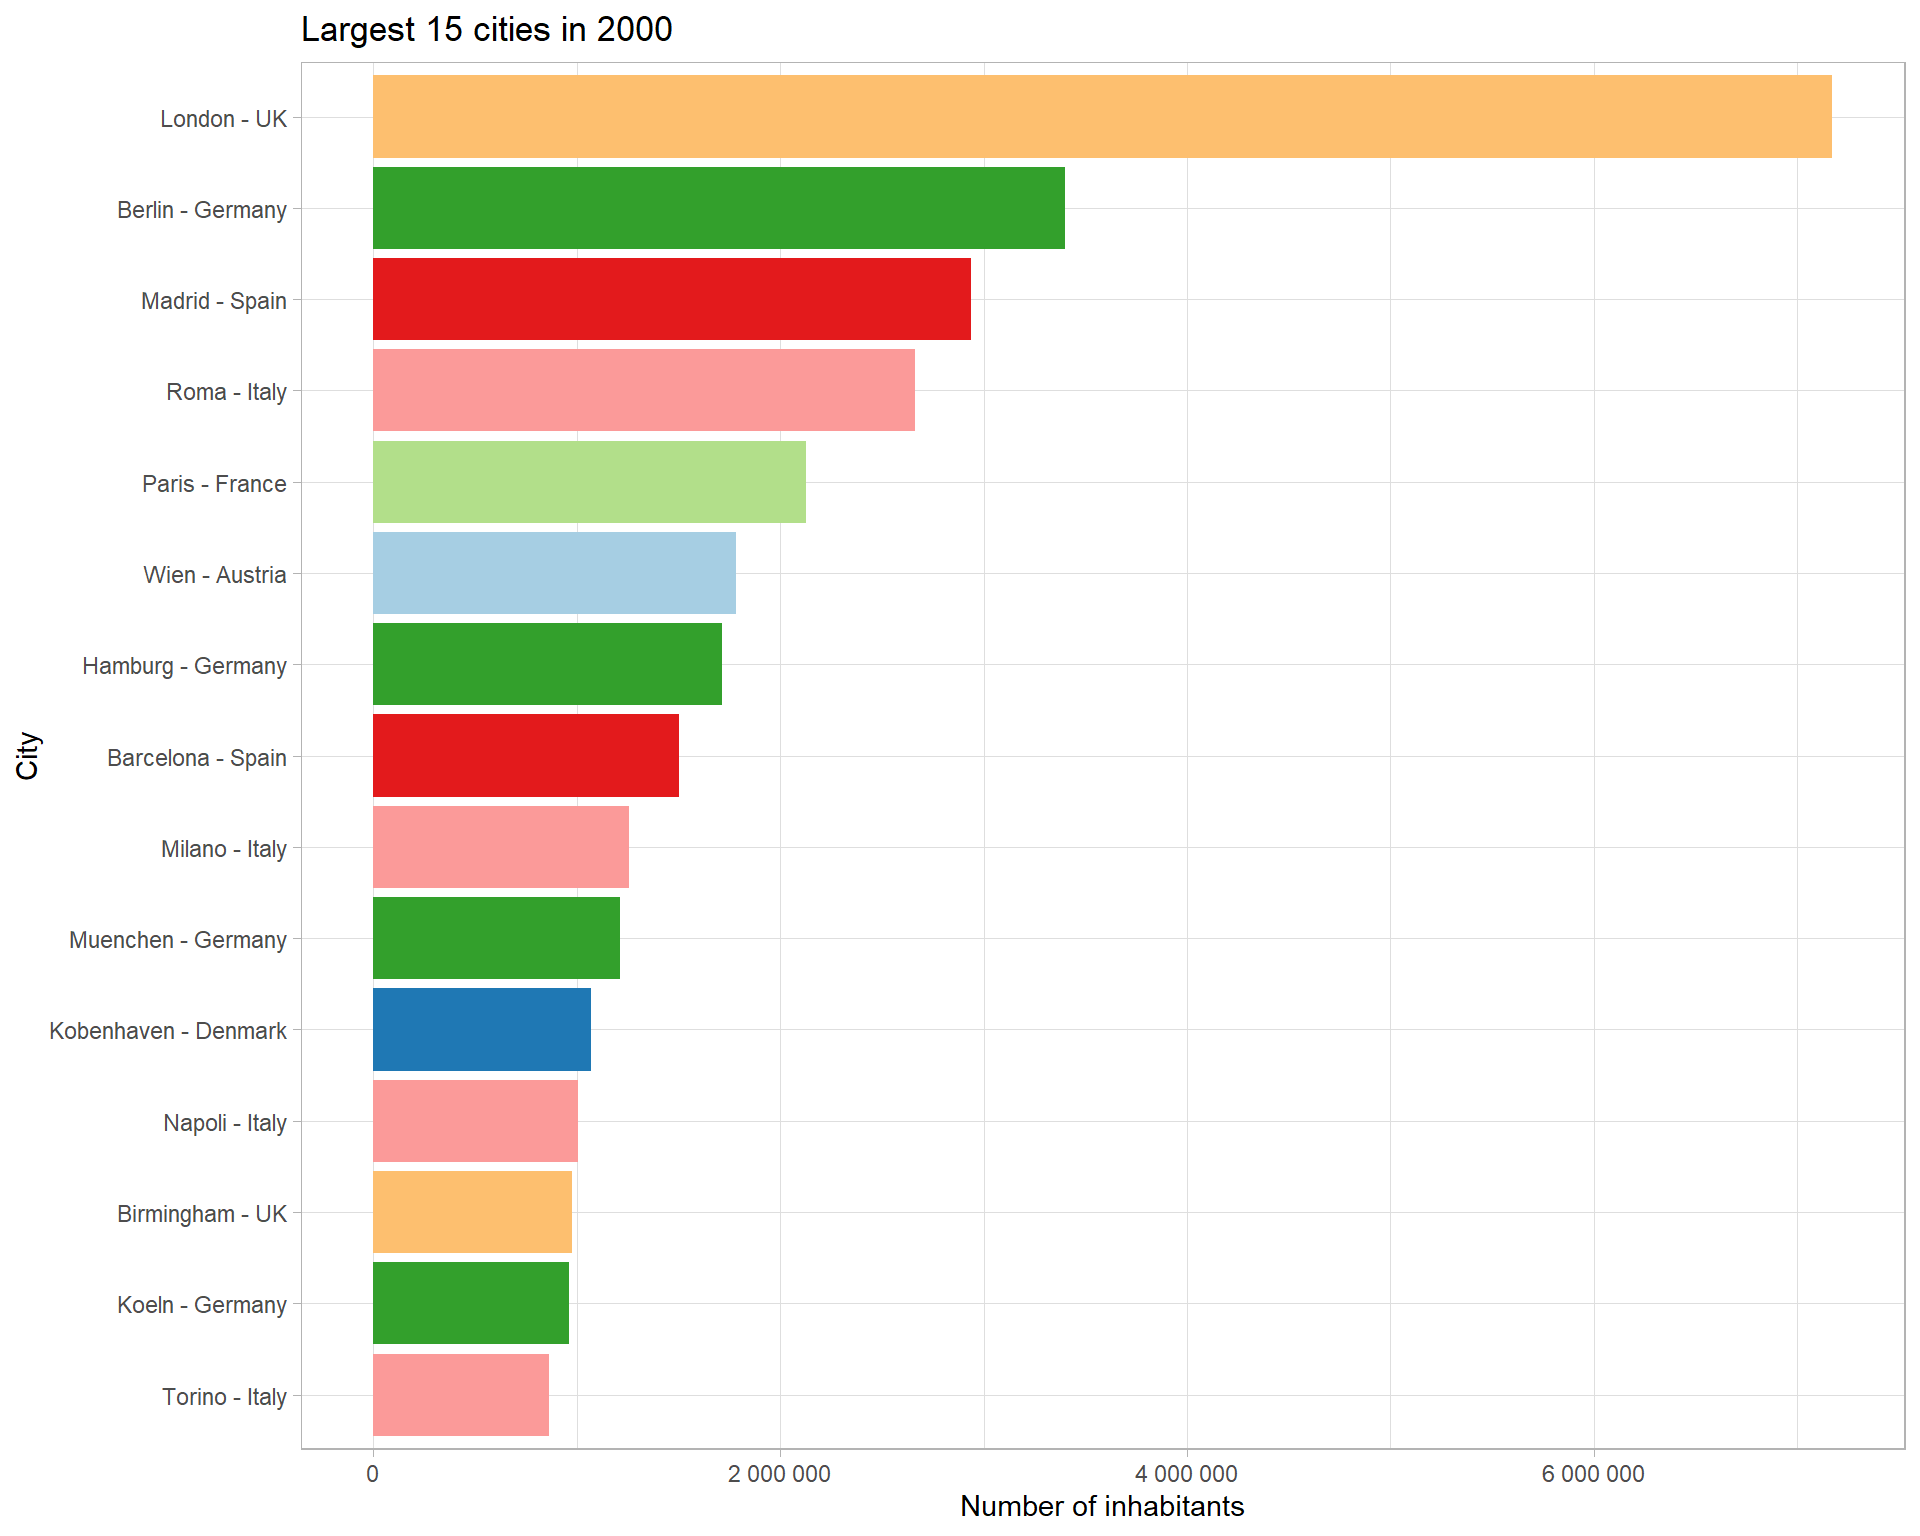 Largest 15 cities in 2000
London - UK
Berlin - Germany
Madrid - Spain
Roma - Italy
Paris - France
Wien - Austria
Hamburg - Germany
Barcelona - Spain
Milano - Italy
Muenchen - Germany
Kobenhaven - Denmark
Napoli - Italy
Birmingham - UK
Koeln - Germany
Torino - Italy
City
0 2 000 000 4 000 000 6 000 000
Number of inhabitants